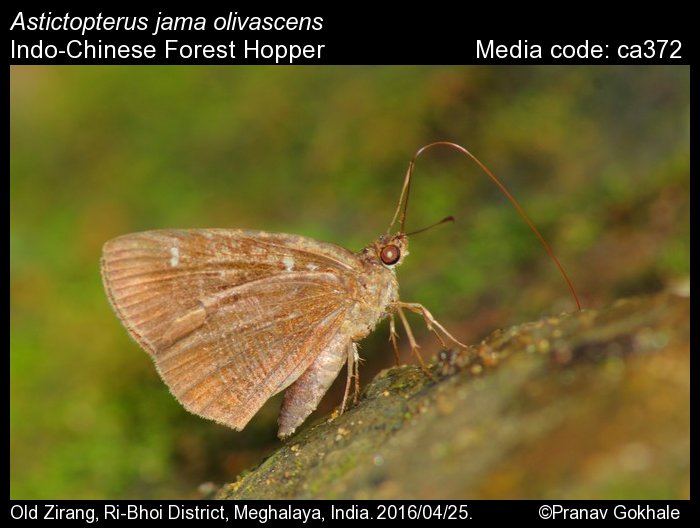 Astictopterus jama olivascens
Indo-Chinese Forest Hopper Media code: ca372
Old Zirang, Ri-Bhoi District, Meghalaya, India. 2016/04/25. ©Pranav Gokhale